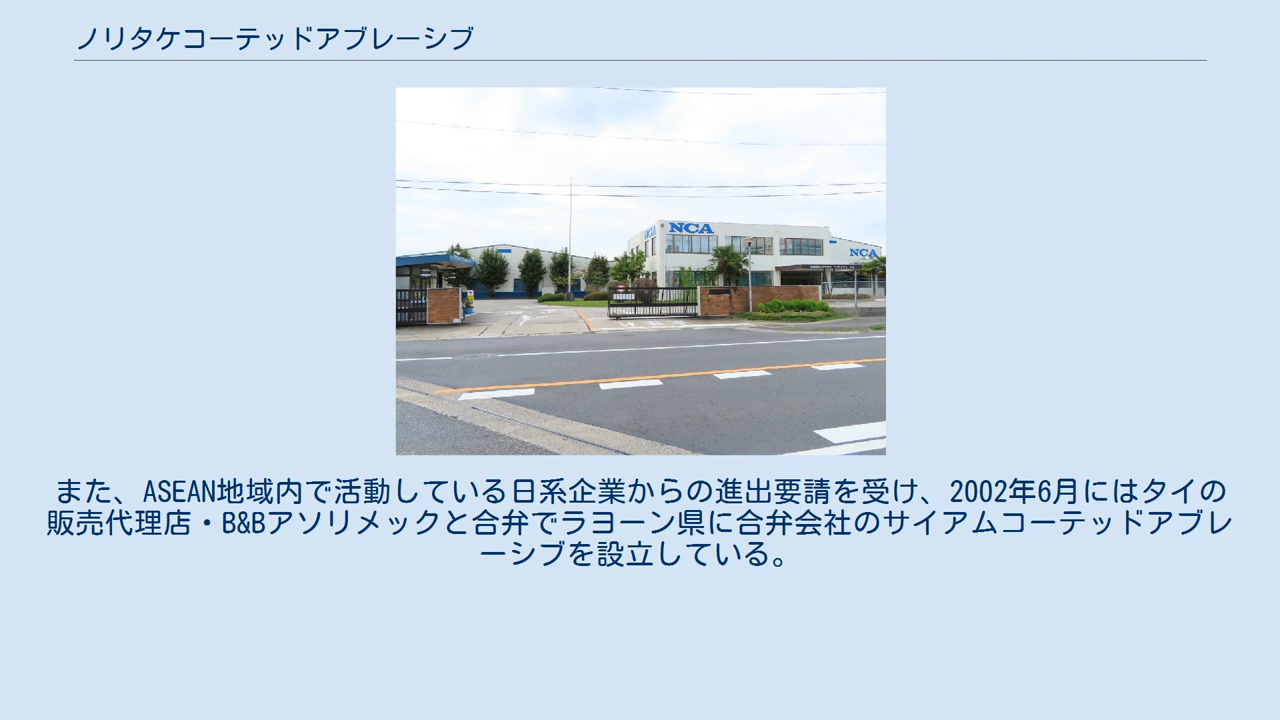 ノリタケコーテッドアブレーシブ
NCA
NCA
また、ASEAN地域内で活動している日系企業からの進出要請を受け、2002年6月にはタイの
販売代理店・B&Bアソリメックと合弁でラヨーン県に合弁会社のサイアムコーテッドアブレ
ーシブを設立している。